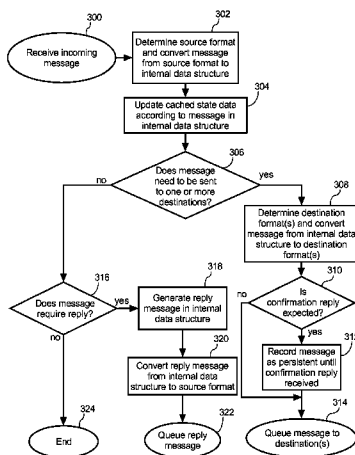 300
Receive incoming
message
302
Determine source format
and convert message
from source format to
internal data structure
304
Update cached state data
according to message in
internal data structure
306
Does message
need to be sent
to one or more
destinations?
no
yes
308
Determine destination
format(s) and convert
message from internal data
structure to destination
format(s)
310
Is
confirmation reply
expected?
no
yes
312
Record message
as persistent until
confirmation reply
received
314
Queue message to
destination(s)
316
Does message
require reply?
yes
no
318
Generate reply
message in internal
data structure
320
Convert reply message
from internal data
structure to source format
322
Queue reply
message
324
End